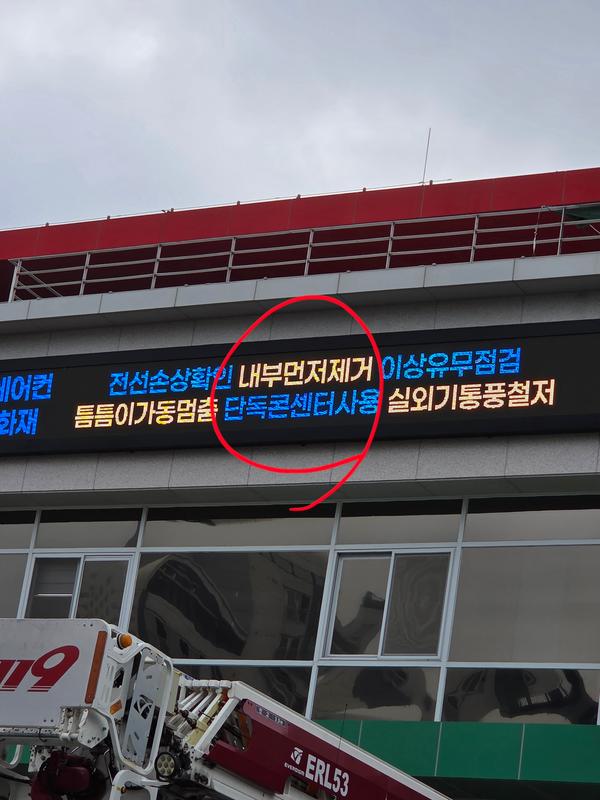 에어컨 전선손상확인 내부먼저제거 이상유무점검
화재 틈틈이가동멈춤 단독콘센터사용 실외기통풍철저
119
EVERDIGM ERL53